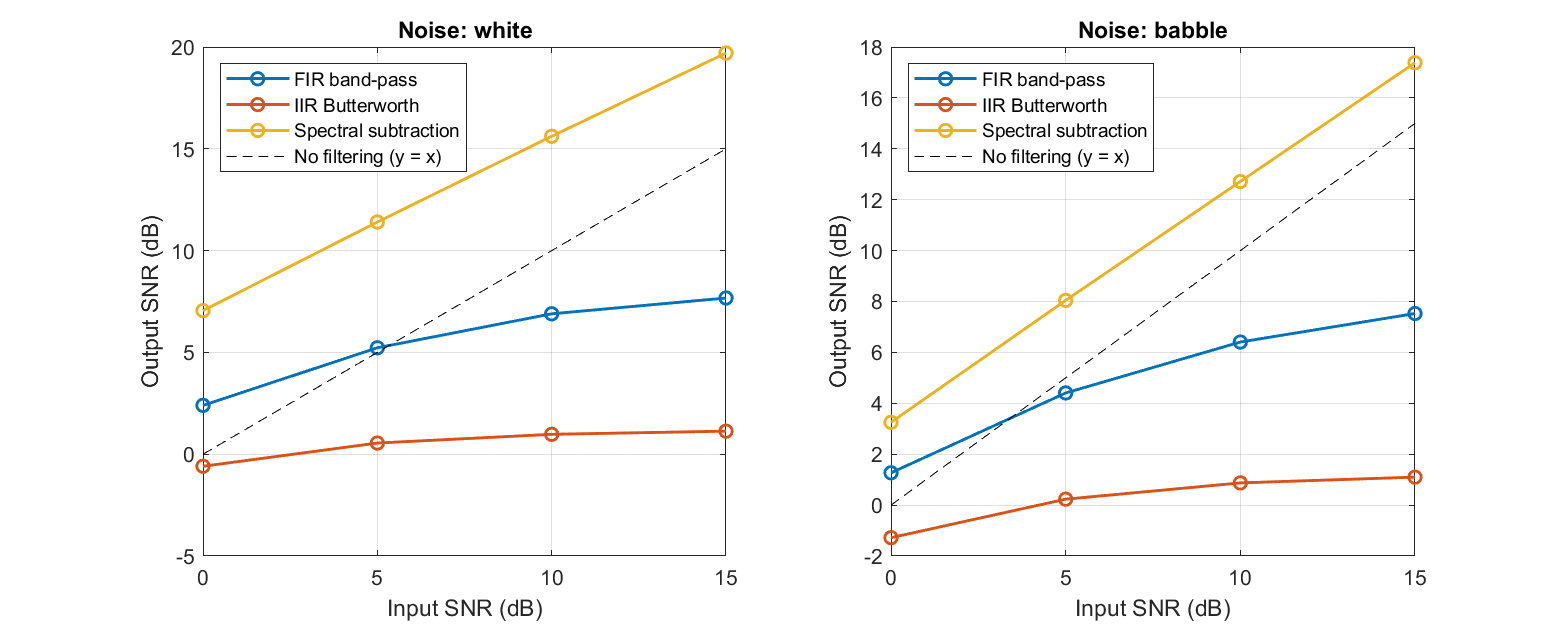 Noise: white
20
15
10
5
0
-5
0
5
10
15
Output SNR (dB)
Input SNR (dB)
FIR band-pass
IIR Butterworth
Spectral subtraction
No filtering (y = x)
Noise: babble
18
16
14
12
10
8
6
4
2
0
-2
0
5
10
15
Output SNR (dB)
Input SNR (dB)
FIR band-pass
IIR Butterworth
Spectral subtraction
No filtering (y = x)